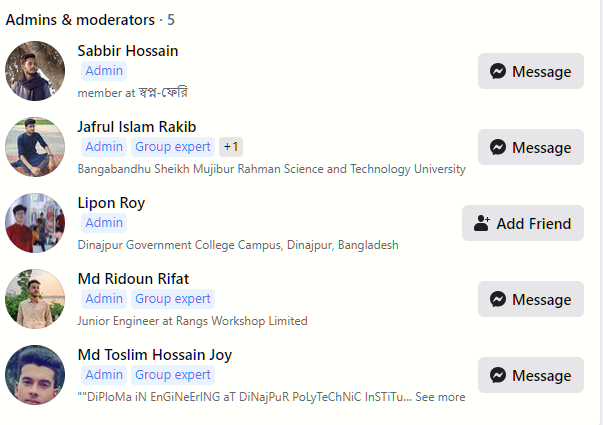 Admins & moderators · 5
Sabbir Hossain
Admin
member at স্বপ্ন-ফেরি
Message
Jafrul Islam Rakib
Admin Group expert +1
Bangabandhu Sheikh Mujibur Rahman Science and Technology University
Message
Lipon Roy
Admin
Dinajpur Government College Campus, Dinajpur, Bangladesh
Add Friend
Md Ridoun Rifat
Admin Group expert
Junior Engineer at Rangs Workshop Limited
Message
Md Toslim Hossain Joy
Admin Group expert
""DiPloMa iN EnGiNeErING aT DiNajPuR PoLyTeChNiC InSTiTu... See more
Message